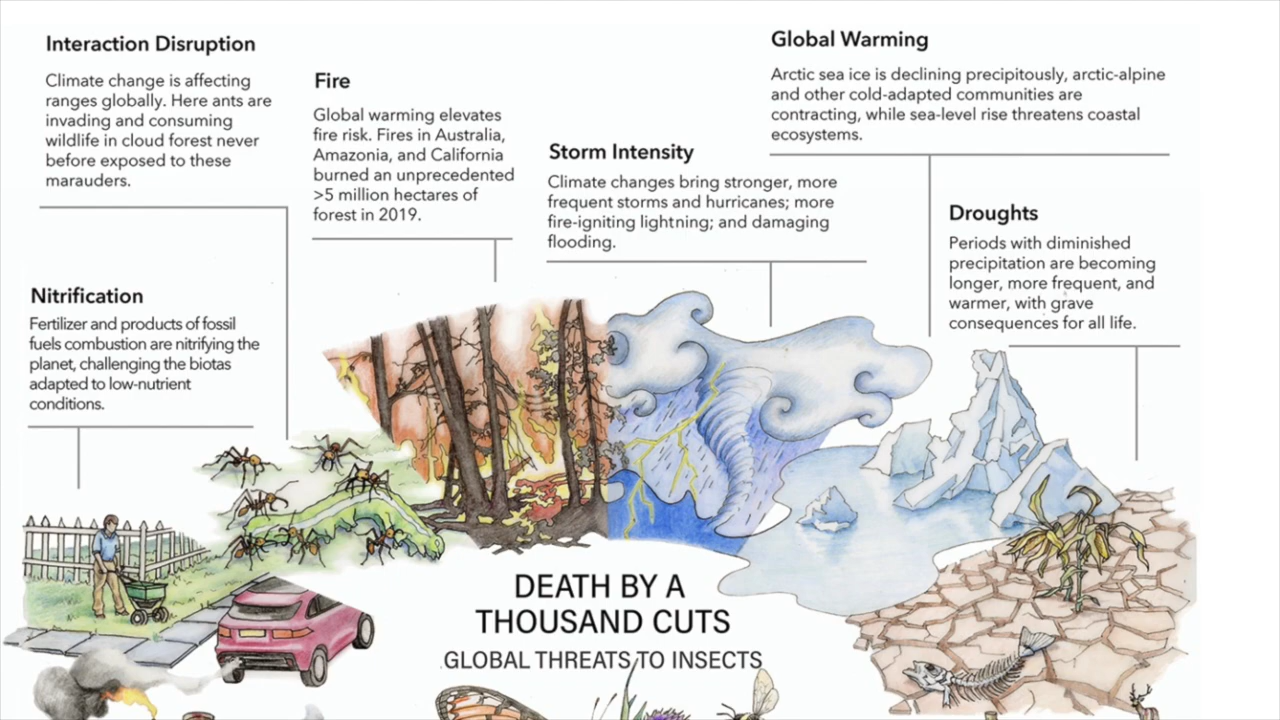 Interaction Disruption
Climate change is affecting
ranges globally. Here ants are
invading and consuming
wildlife in cloud forest never
before exposed to these
marauders.
Fire
Global warming elevates
fire risk. Fires in Australia,
Amazonia, and California
burned an unprecedented
>5 million hectares of
forest in 2019.
Storm Intensity
Climate changes bring stronger, more
frequent storms and hurricanes; more
fire-igniting lightning; and damaging
flooding.
Global Warming
Arctic sea ice is declining precipitously, arctic-alpine
and other cold-adapted communities are
contracting, while sea-level rise threatens coastal
ecosystems.
Droughts
Periods with diminished
precipitation are becoming
longer, more frequent, and
warmer, with grave
consequences for all life.
Nitrification
Fertilizer and products of fossil
fuels combustion are nitrifying the
planet, challenging the biotas
adapted to low-nutrient
conditions.
DEATH BY A
THOUSAND CUTS
GLOBAL THREATS TO INSECTS